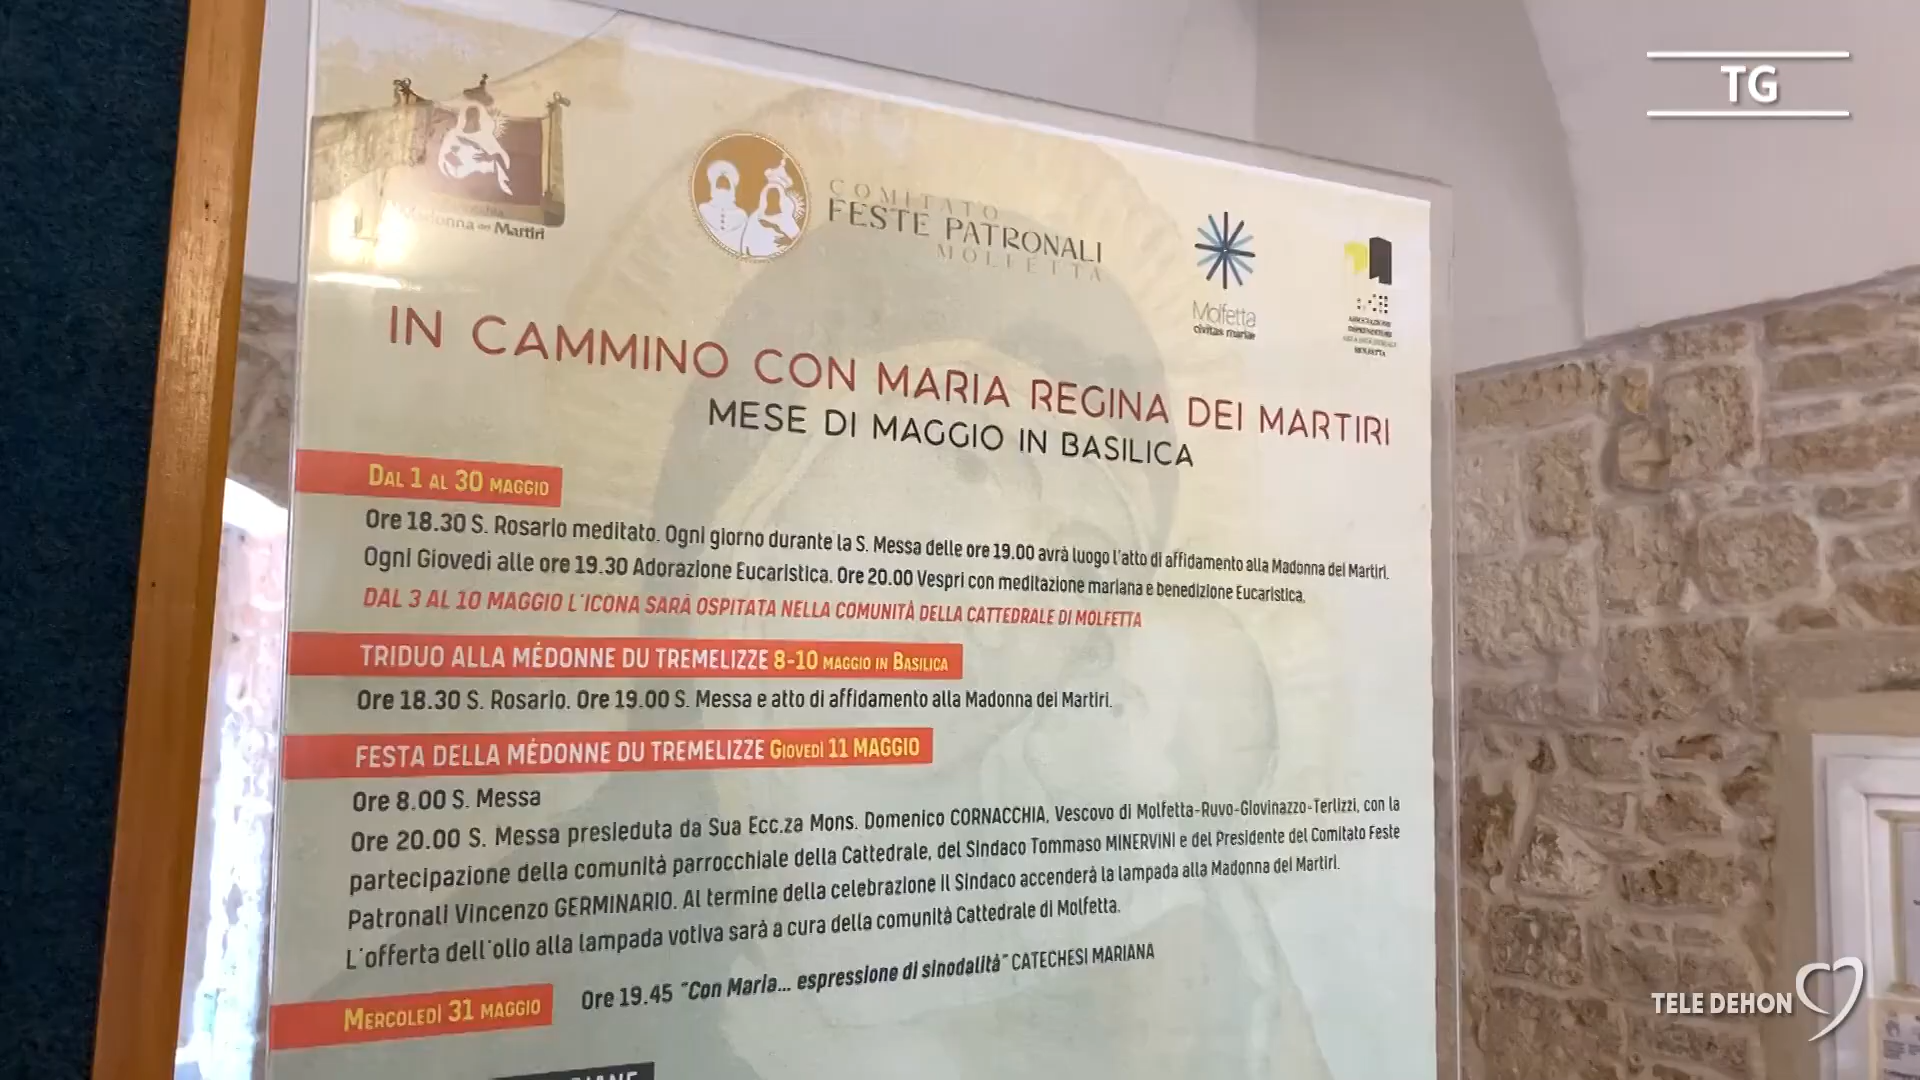 TG
Madonna dei Martiri
COMITATO
FESTE PATRONALI
MOLFETTA
Molfetta
civitas mariae
ASSOCIAZIONE
IMPRENDITORI
MOLFETTA
IN CAMMINO CON MARIA REGINA DEI MARTIRI
MESE DI MAGGIO IN BASILICA
DAL 1 AL 30 MAGGIO
Ore 18.30 S. Rosario meditato. Ogni giorno durante la S. Messa delle ore 19.00 avrà luogo l'atto di affidamento alla Madonna dei Martiri.
Ogni Giovedì alle ore 19.30 Adorazione Eucaristica. Ore 20.00 Vespri con meditazione mariana e benedizione Eucaristica.
DAL 3 AL 10 MAGGIO L'ICONA SARÀ OSPITATA NELLA COMUNITÀ DELLA CATTEDRALE DI MOLFETTA
TRIDUO ALLA MÉDONNE DU TREMELIZZE 8-10 MAGGIO IN BASILICA
Ore 18.30 S. Rosario. Ore 19.00 S. Messa e atto di affidamento alla Madonna dei Martiri.
FESTA DELLA MÉDONNE DU TREMELIZZE GIOVEDÌ 11 MAGGIO
Ore 8.00 S. Messa
Ore 20.00 S. Messa presieduta da Sua Ecc.za Mons. Domenico CORNACCHIA, Vescovo di Molfetta-Ruvo-Giovinazzo-Terlizzi, con la
partecipazione della comunità parrocchiale della Cattedrale, del Sindaco Tommaso MINERVINI e del Presidente del Comitato Feste
Patronali Vincenzo GERMINARIO. Al termine della celebrazione il Sindaco accenderà la lampada alla Madonna dei Martiri.
L'offerta dell'olio alla lampada votiva sarà a cura della comunità Cattedrale di Molfetta.
MERCOLEDÌ 31 MAGGIO Ore 19.45 "Con Maria... espressione di sinodalità" CATECHESI MARIANA
TELE DEHON